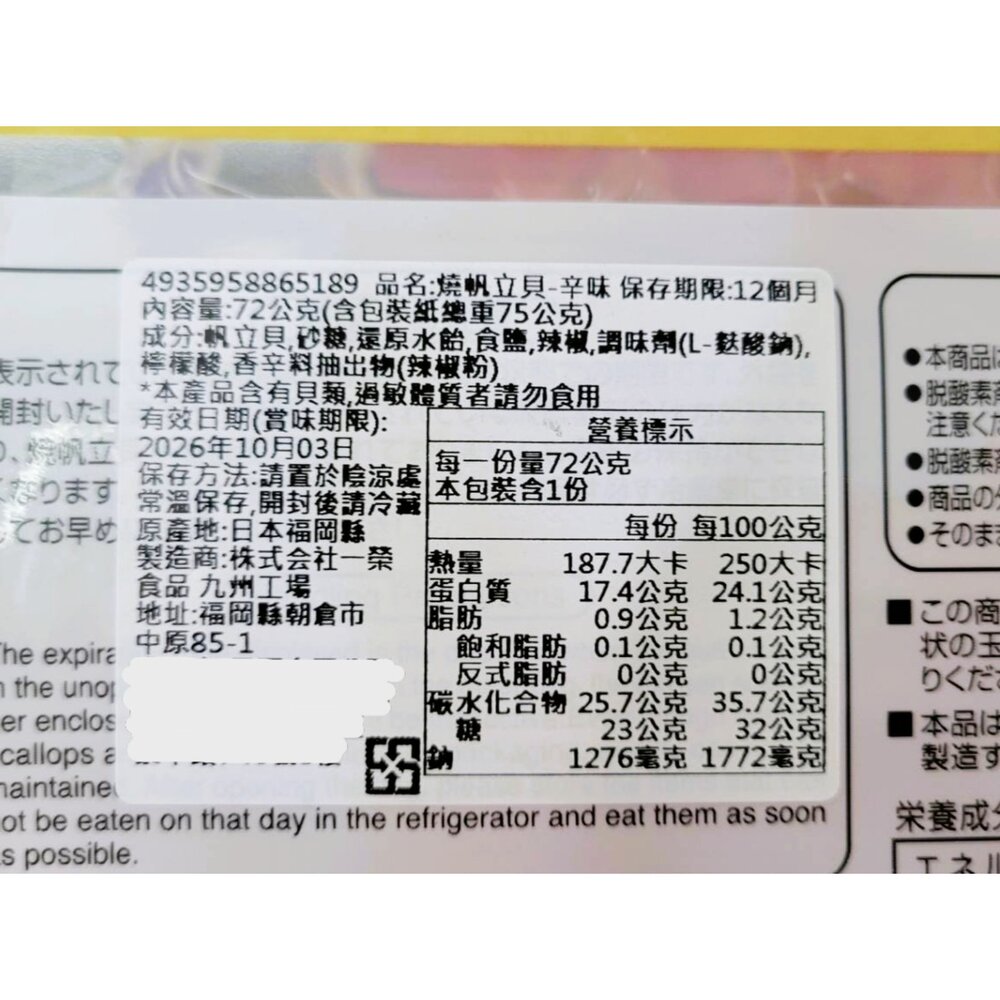 4935958865189 品名:燒帆立貝-辛味 保存期限:12個月
內容量:72公克(含包裝紙總重75公克)
成分:帆立貝,砂糖,還原水飴,食鹽,辣椒,調味劑(L-麩酸鈉),
檸檬酸,香辛料抽出物(辣椒粉)
*本產品含有貝類,過敏體質者請勿食用
有效日期(賞味期限):
2026年10月03日
保存方法:請置於陰涼處
常溫保存,開封後請冷藏
原產地:日本福岡縣
製造商:株式会社一榮
食品 九州工場
地址:福岡縣朝倉市
中原85-1
營養標示
每一份量72公克
本包裝含1份
每份 每100公克
熱量 187.7大卡 250大卡
蛋白質 17.4公克 24.1公克
脂肪 0.9公克 1.2公克
飽和脂肪 0.1公克 0.1公克
反式脂肪 0公克 0公克
碳水化合物 25.7公克 35.7公克
糖 23公克 32公克
鈉 1276毫克 1772毫克
表示されて
開封いたし
、焼帆立
くなります
てお早め
The expira
n the unop
er enclos
callops a
maintained
not be eaten on that day in the refrigerator and eat them as soon
as possible.
●本商品は
●脱酸素剤
注意くだ
●脱酸素剤
●商品の
●そのまま
■この商
状の玉
りくださ
■本品は
製造す
栄養成分
エネル